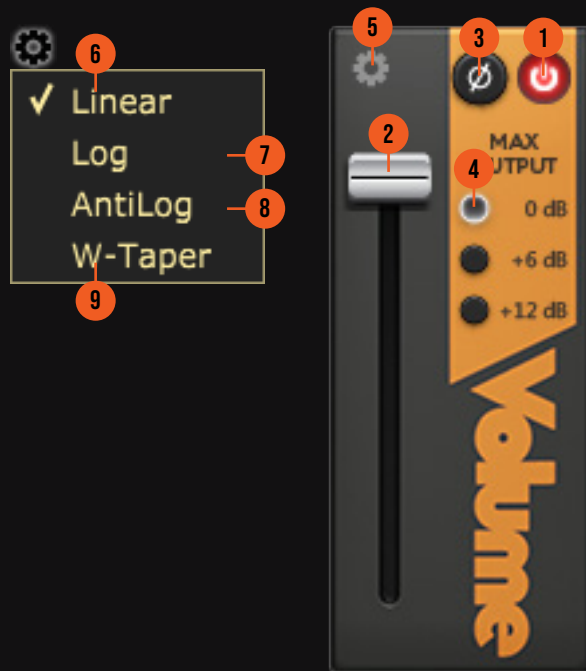 6
✓ Linear
Log 7
AntiLog 8
W-Taper
9
5
3
1
Ø
2
MAX
4 UTPUT
0 dB
+6 dB
+12 dB
Volume